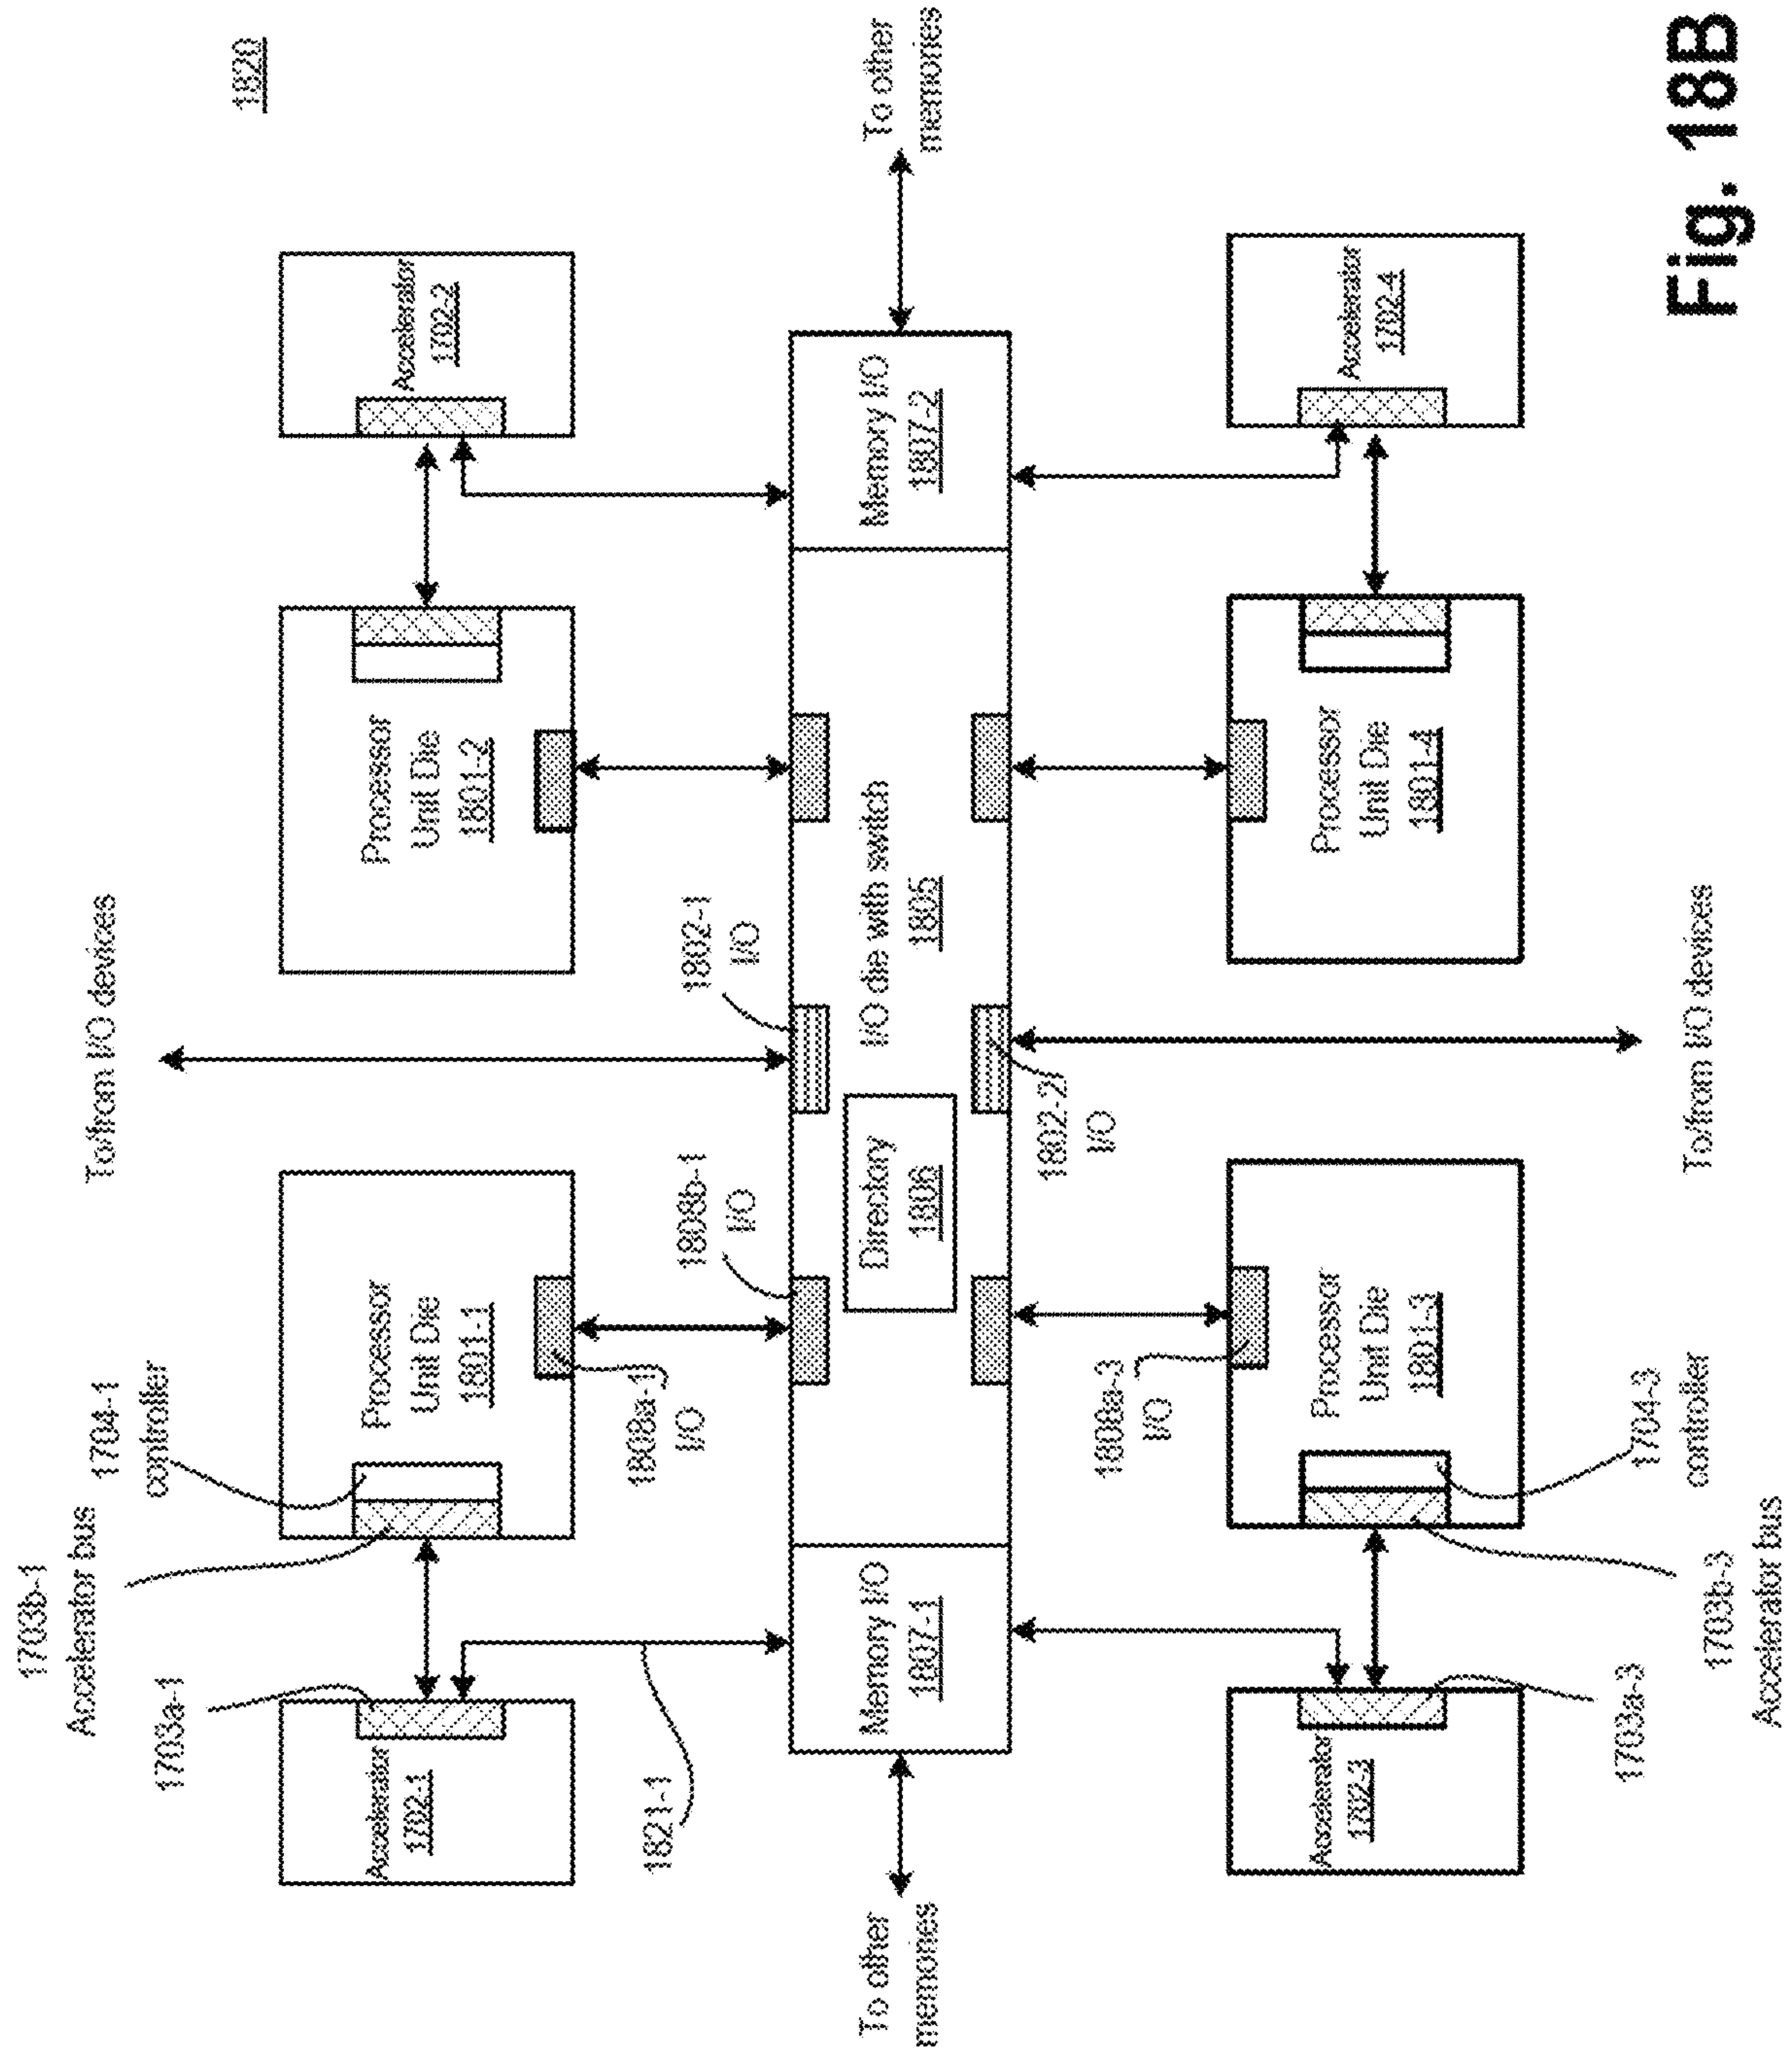 1820
To/from I/O devices
1703b-1
Accelerator bus
1704-1
controller
1703a-1
Accelerator
1702-1
Processor
Unit Die
1801-1
Processor
Unit Die
1801-2
Accelerator
1702-2
1821-1
1808a-1
I/O
1808b-1
I/O
1802-1
I/O
To other
memories
Memory I/O
1807-1
Directory
1806
I/O die with switch
1805
Memory I/O
1807-2
To other
memories
1808a-3
I/O
1802-2
I/O
Accelerator
1702-3
Processor
Unit Die
1801-3
Processor
Unit Die
1801-4
Accelerator
1702-4
1703a-3
1703b-3
Accelerator bus
1704-3
controller
To/from I/O devices
Fig. 18B